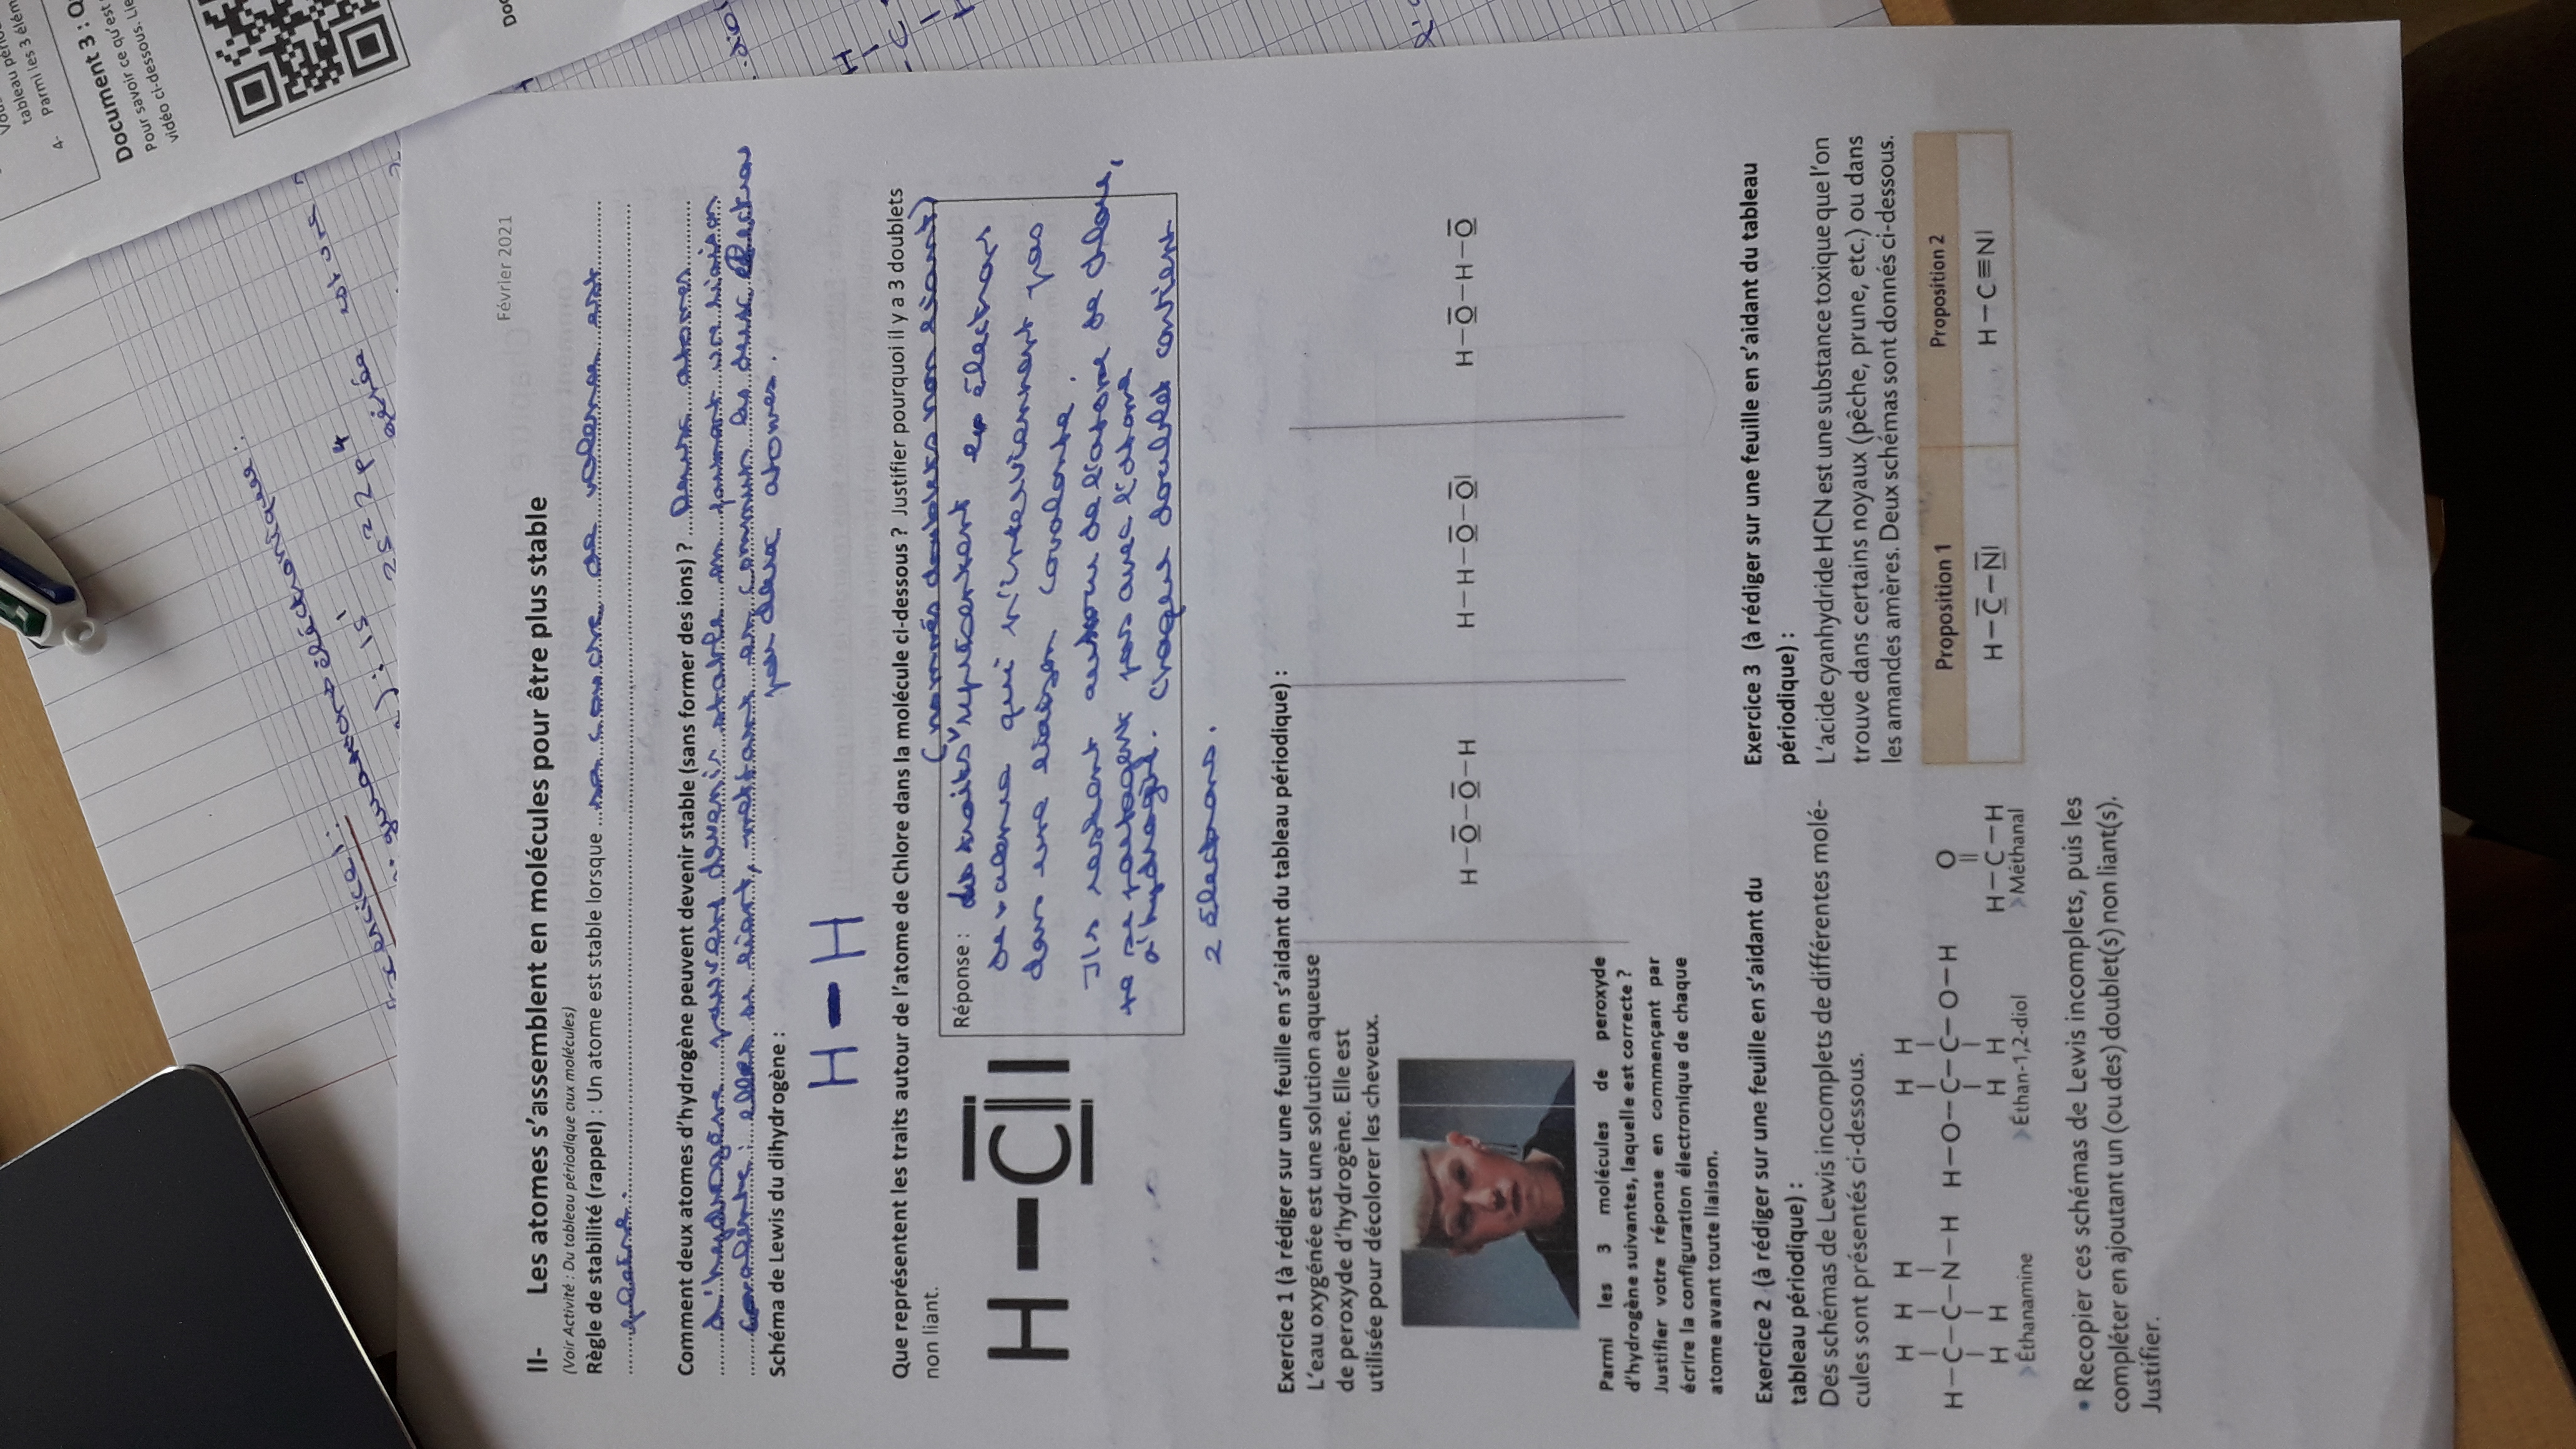 Vous
tableau pério
4- Parmi les 3 élém
Document 3 : Q
Pour savoir ce qu'est
vidéo ci-dessous. Lie
Doc
Exercice 1 :
électronique :
) : 1s¹
2s² 2p⁴
est une
Février 2021
II- Les atomes s'assemblent en molécules pour être plus stable
(Voir Activité : Du tableau périodique aux molécules)
Règle de stabilité (rappel) : Un atome est stable lorsque sa couche de valence est
pleine.
Comment deux atomes d'hydrogène peuvent devenir stable (sans former des ions) ? Deux atomes
d'hydrogène peuvent devenir stable en formant une liaison
covalente : elles se lient, mettant en commun les deux électrons
deux atomes.
Schéma de Lewis du dihydrogène :
H - H
Que représentent les traits autour de l'atome de Chlore dans la molécule ci-dessous ? Justifier pourquoi il y a 3 doublets
non liant.
(nommés doublets non liant)
H - Cl
Réponse : les traits représentent les électrons
de valence qui n'interviennent pas
dans une liaison covalente.
Ils restent autour de l'atome de chlore,
se partagent pas avec l'atome
d'hydrogène. Chaque doublet contient
2 électrons.
Exercice 1 (à rédiger sur une feuille en s'aidant du tableau périodique) :
L'eau oxygénée est une solution aqueuse
de peroxyde d'hydrogène. Elle est
utilisée pour décolorer les cheveux.
H-O-O-H
H-H-O-O|
H-O-H-O
Parmi les 3 molécules de peroxyde
d'hydrogène suivantes, laquelle est correcte ?
Justifier votre réponse en commençant par
écrire la configuration électronique de chaque
atome avant toute liaison.
Exercice 2 (à rédiger sur une feuille en s'aidant du
tableau périodique) :
Des schémas de Lewis incomplets de différentes molé-
cules sont présentés ci-dessous.
H H H
H-C-C-N-H
H H
Éthanamine
H H
H-O-C-C-O-H
H H
Éthan-1,2-diol
O
H-C-H
Méthanal
• Recopier ces schémas de Lewis incomplets, puis les
compléter en ajoutant un (ou des) doublet(s) non liant(s).
Justifier.
Exercice 3 (à rédiger sur une feuille en s'aidant du tableau
périodique) :
L'acide cyanhydride HCN est une substance toxique que l'on
trouve dans certains noyaux (pêche, prune, etc.) ou dans
les amandes amères. Deux schémas sont donnés ci-dessous.
Proposition 1
Proposition 2
H-C-N|
H-C≡N|